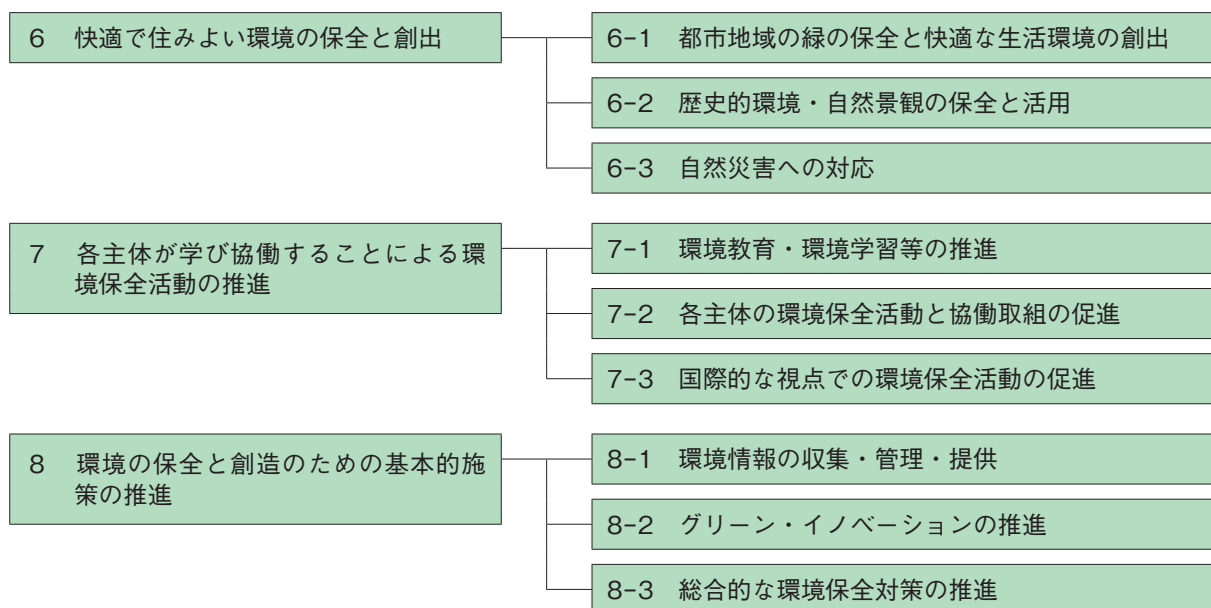 6 快適で住みよい環境の保全と創出
6-1 都市地域の緑の保全と快適な生活環境の創出
6-2 歴史的環境・自然景観の保全と活用
6-3 自然災害への対応
7 各主体が学び協働することによる環
境保全活動の推進
7-1 環境教育・環境学習等の推進
7-2 各主体の環境保全活動と協働取組の促進
7-3 国際的な視点での環境保全活動の促進
8 環境の保全と創造のための基本的施
策の推進
8-1 環境情報の収集・管理・提供
8-2 グリーン・イノベーションの推進
8-3 総合的な環境保全対策の推進